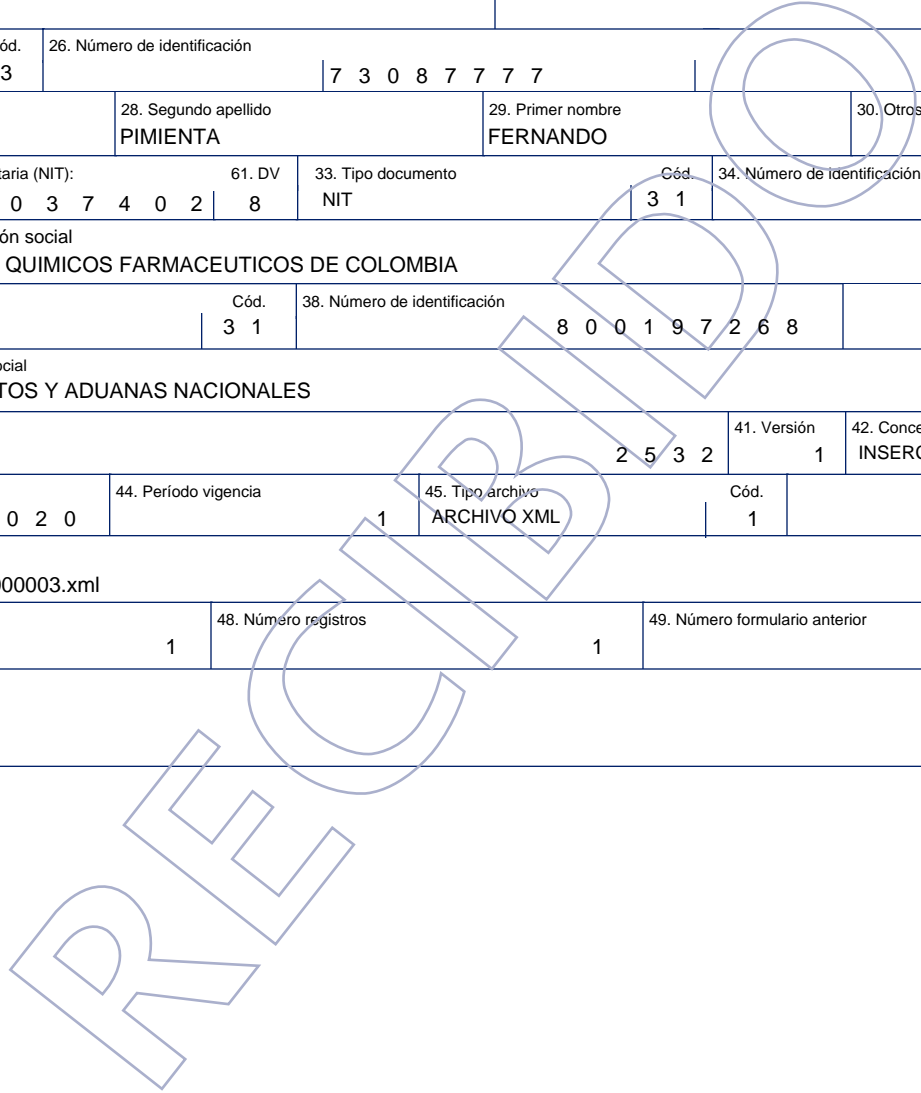 ód. 26. Número de identificación
3 7 3 0 8 7 7 7 7
28. Segundo apellido 29. Primer nombre 30. Otros
PIMIENTA FERNANDO
taria (NIT): 61. DV 33. Tipo documento Cód. 34. Número de identificación
0 3 7 4 0 2 8 NIT 3 1
ón social
QUIMICOS FARMACEUTICOS DE COLOMBIA
Cód. 38. Número de identificación
3 1 8 0 0 1 9 7 2 6 8
ocial
TOS Y ADUANAS NACIONALES
41. Versión 42. Conce
2 5 3 2 1 INSERC
44. Período vigencia 45. Tipo archivo Cód.
0 2 0 1 ARCHIVO XML 1
000003.xml
48. Número registros 49. Número formulario anterior
1 1
RECIBIDO